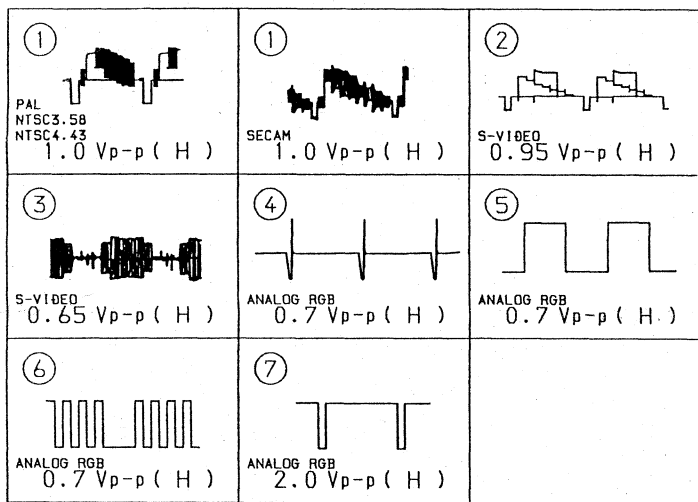 1
PAL
NTSC3.58
NTSC4.43
1.0 Vp-p ( H )
1
SECAM
1.0 Vp-p ( H )
2
S-VIDEO
0.95 Vp-p ( H )
3
S-VIDEO
0.65 Vp-p ( H )
4
ANALOG RGB
0.7 Vp-p ( H )
5
ANALOG RGB
0.7 Vp-p ( H )
6
ANALOG RGB
0.7 Vp-p ( H )
7
ANALOG RGB
2.0 Vp-p ( H )